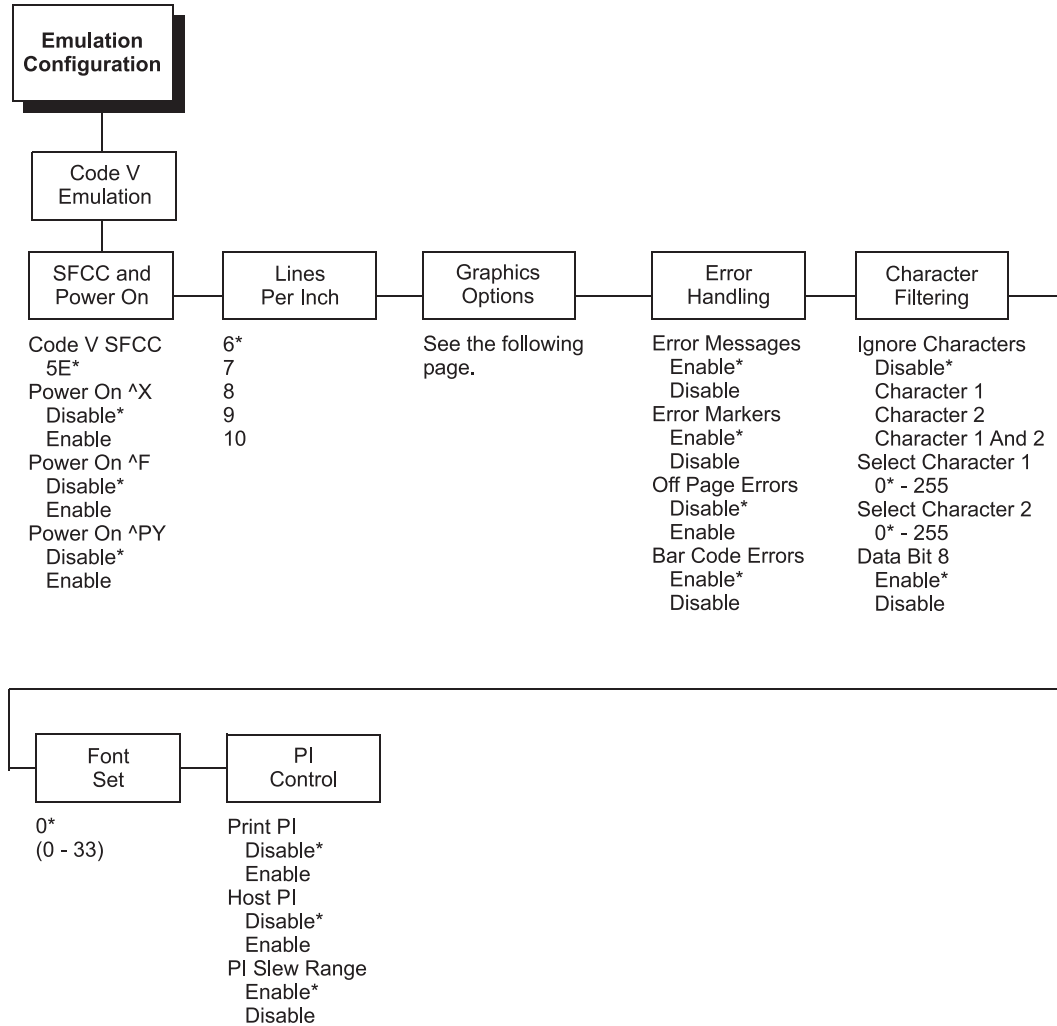 Emulation
Configuration
Code V
Emulation
SFCC and
Power On
Lines
Per Inch
Graphics
Options
Error
Handling
Character
Filtering
Code V SFCC
5E*
Power On ^X
Disable*
Enable
Power On ^F
Disable*
Enable
Power On ^PY
Disable*
Enable
6*
7
8
9
10
See the following
page.
Error Messages
Enable*
Disable
Error Markers
Enable*
Disable
Off Page Errors
Disable*
Enable
Bar Code Errors
Enable*
Disable
Ignore Characters
Disable*
Character 1
Character 2
Character 1 And 2
Select Character 1
0* - 255
Select Character 2
0* - 255
Data Bit 8
Enable*
Disable
Font
Set
PI
Control
0*
(0 - 33)
Print PI
Disable*
Enable
Host PI
Disable*
Enable
PI Slew Range
Enable*
Disable